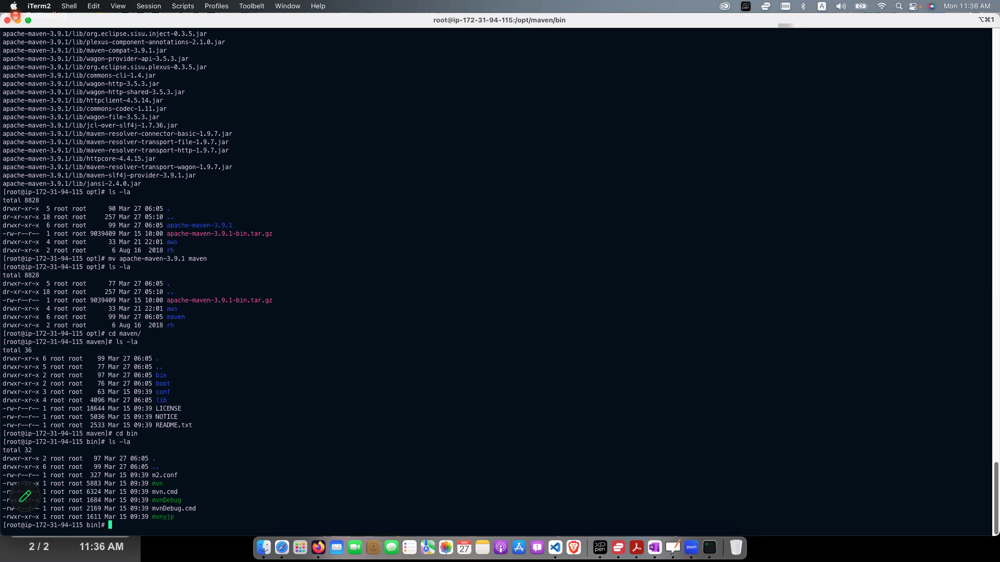 iTerm2 Shell Edit View Session Scripts Profiles Toolbelt Window Help Mon 11:36 AM
Recording
root@ip-172-31-94-115:/opt/maven/bin ⌥⌘1
apache-maven-3.9.1/lib/org.eclipse.sisu.inject-0.3.5.jar
apache-maven-3.9.1/lib/plexus-component-annotations-2.1.0.jar
apache-maven-3.9.1/lib/maven-compat-3.9.1.jar
apache-maven-3.9.1/lib/wagon-provider-api-3.5.3.jar
apache-maven-3.9.1/lib/org.eclipse.sisu.plexus-0.3.5.jar
apache-maven-3.9.1/lib/commons-cli-1.4.jar
apache-maven-3.9.1/lib/wagon-http-3.5.3.jar
apache-maven-3.9.1/lib/wagon-http-shared-3.5.3.jar
apache-maven-3.9.1/lib/httpclient-4.5.14.jar
apache-maven-3.9.1/lib/commons-codec-1.11.jar
apache-maven-3.9.1/lib/wagon-file-3.5.3.jar
apache-maven-3.9.1/lib/jcl-over-slf4j-1.7.36.jar
apache-maven-3.9.1/lib/maven-resolver-connector-basic-1.9.7.jar
apache-maven-3.9.1/lib/maven-resolver-transport-file-1.9.7.jar
apache-maven-3.9.1/lib/maven-resolver-transport-http-1.9.7.jar
apache-maven-3.9.1/lib/httpcore-4.4.15.jar
apache-maven-3.9.1/lib/maven-resolver-transport-wagon-1.9.7.jar
apache-maven-3.9.1/lib/maven-slf4j-provider-3.9.1.jar
apache-maven-3.9.1/lib/jansi-2.4.0.jar
[root@ip-172-31-94-115 opt]# ls -la
total 8828
drwxr-xr-x  5 root root      90 Mar 27 06:05 .
dr-xr-xr-x 18 root root     257 Mar 27 05:10 ..
drwxr-xr-x  6 root root      99 Mar 27 06:05 apache-maven-3.9.1
-rw-r--r--  1 root root 9039409 Mar 15 10:00 apache-maven-3.9.1-bin.tar.gz
drwxr-xr-x  4 root root      33 Mar 21 22:01 aws
drwxr-xr-x  2 root root       6 Aug 16  2018 rh
[root@ip-172-31-94-115 opt]# mv apache-maven-3.9.1 maven
[root@ip-172-31-94-115 opt]# ls -la
total 8828
drwxr-xr-x  5 root root      77 Mar 27 06:05 .
dr-xr-xr-x 18 root root     257 Mar 27 05:10 ..
-rw-r--r--  1 root root 9039409 Mar 15 10:00 apache-maven-3.9.1-bin.tar.gz
drwxr-xr-x  4 root root      33 Mar 21 22:01 aws
drwxr-xr-x  6 root root      99 Mar 27 06:05 maven
drwxr-xr-x  2 root root       6 Aug 16  2018 rh
[root@ip-172-31-94-115 opt]# cd maven/
[root@ip-172-31-94-115 maven]# ls -la
total 36
drwxr-xr-x 6 root root    99 Mar 27 06:05 .
drwxr-xr-x 5 root root    77 Mar 27 06:05 ..
drwxr-xr-x 2 root root    97 Mar 27 06:05 bin
drwxr-xr-x 2 root root    76 Mar 27 06:05 boot
drwxr-xr-x 3 root root    63 Mar 15 09:39 conf
drwxr-xr-x 4 root root  4096 Mar 27 06:05 lib
-rw-r--r-- 1 root root 18644 Mar 15 09:39 LICENSE
-rw-r--r-- 1 root root  5036 Mar 15 09:39 NOTICE
-rw-r--r-- 1 root root  2533 Mar 15 09:39 README.txt
[root@ip-172-31-94-115 maven]# cd bin
[root@ip-172-31-94-115 bin]# ls -la
total 32
drwxr-xr-x 2 root root   97 Mar 27 06:05 .
drwxr-xr-x 6 root root   99 Mar 27 06:05 ..
-rw-r--r-- 1 root root  327 Mar 15 09:39 m2.conf
-rwxr-xr-x 1 root root 5883 Mar 15 09:39 mvn
-rw-r--r-- 1 root root 6324 Mar 15 09:39 mvn.cmd
-rwxr-xr-x 1 root root 1684 Mar 15 09:39 mvnDebug
-rw-r--r-- 1 root root 2169 Mar 15 09:39 mvnDebug.cmd
-rwxr-xr-x 1 root root 1611 Mar 15 09:39 mvnyjp
[root@ip-172-31-94-115 bin]#
2 / 2 11:36 AM
MAR
27
zoom